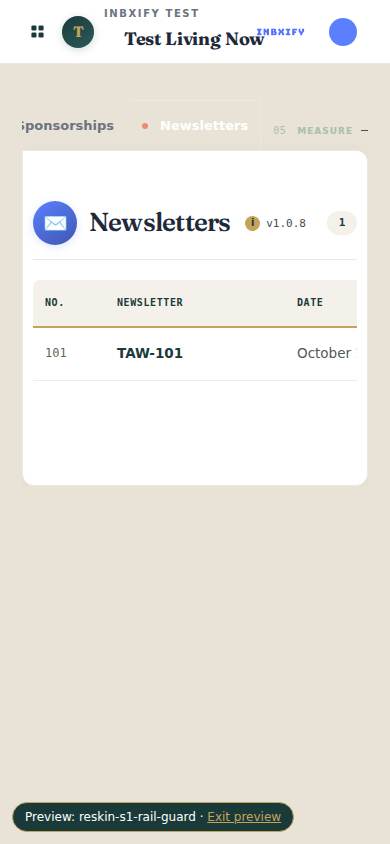 INBXIFY TEST
T
Test Living Now
INBXIFY
Sponsorships
Newsletters
05 MEASURE
Newsletters
i
v1.0.8
1
NO. NEWSLETTER DATE
101 TAW-101 October
Preview: reskin-s1-rail-guard · Exit preview